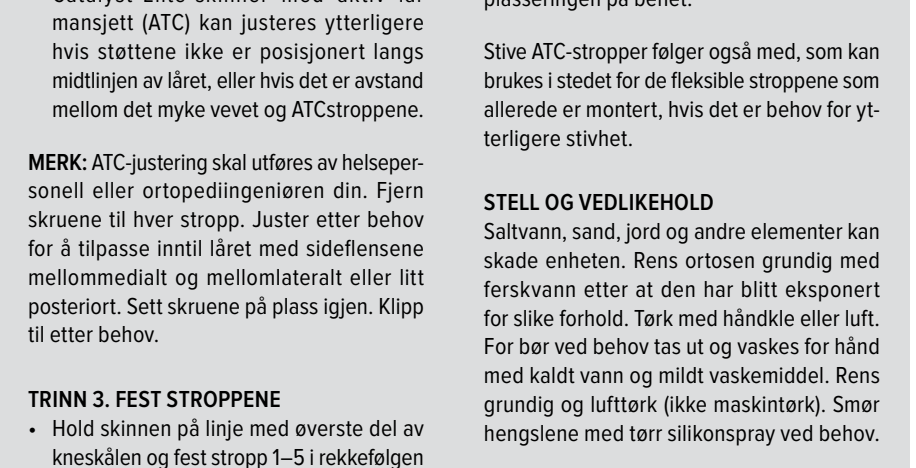 mansjett (ATC) kan justeres ytterligere
hvis støttene ikke er posisjonert langs
midtlinjen av låret, eller hvis det er avstand
mellom det myke vevet og ATCstroppene.
MERK: ATC-justering skal utføres av helseper-
sonell eller ortopediingeniøren din. Fjern
skruene til hver stropp. Juster etter behov
for å tilpasse inntil låret med sideflensene
mellommedialt og mellomlateralt eller litt
posteriort. Sett skruene på plass igjen. Klipp
til etter behov.
TRINN 3. FEST STROPPENE
• Hold skinnen på linje med øverste del av
kneskålen og fest stropp 1–5 i rekkefølgen
plasseringen på benet.
Stive ATC-stropper følger også med, som kan
brukes i stedet for de fleksible stroppene som
allerede er montert, hvis det er behov for yt-
terligere stivhet.
STELL OG VEDLIKEHOLD
Saltvann, sand, jord og andre elementer kan
skade enheten. Rens ortosen grundig med
ferskvann etter at den har blitt eksponert
for slike forhold. Tørk med håndkle eller luft.
For bør ved behov tas ut og vaskes for hånd
med kaldt vann og mildt vaskemiddel. Rens
grundig og lufttørk (ikke maskintørk). Smør
hengslene med tørr silikonspray ved behov.